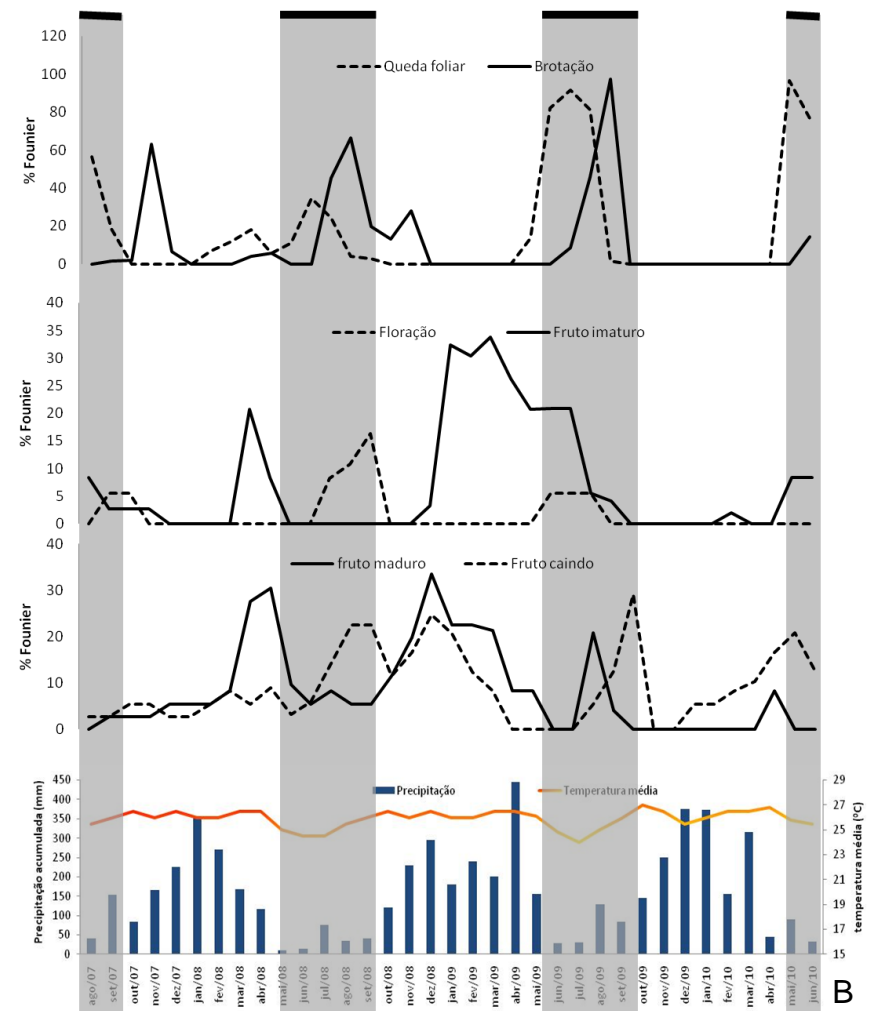 120
100
80
60
40
20
0
% Founier
Queda foliar
Brotação
40
35
30
25
20
15
10
5
0
% Founier
Floração
Fruto imaturo
40
30
20
10
0
% Founier
fruto maduro
Fruto caindo
450
400
350
300
250
200
150
100
50
0
Precipitação acumulada (mm)
Precipitação
Temperatura média
29
27
25
23
21
19
17
15
temperatura média (ºC)
ago/07
set/07
out/07
nov/07
dez/07
jan/08
fev/08
mar/08
abr/08
mai/08
jun/08
jul/08
ago/08
set/08
out/08
nov/08
dez/08
jan/09
fev/09
mar/09
abr/09
mai/09
jun/09
jul/09
ago/09
set/09
out/09
nov/09
dez/09
jan/10
fev/10
mar/10
abr/10
mai/10
jun/10
B